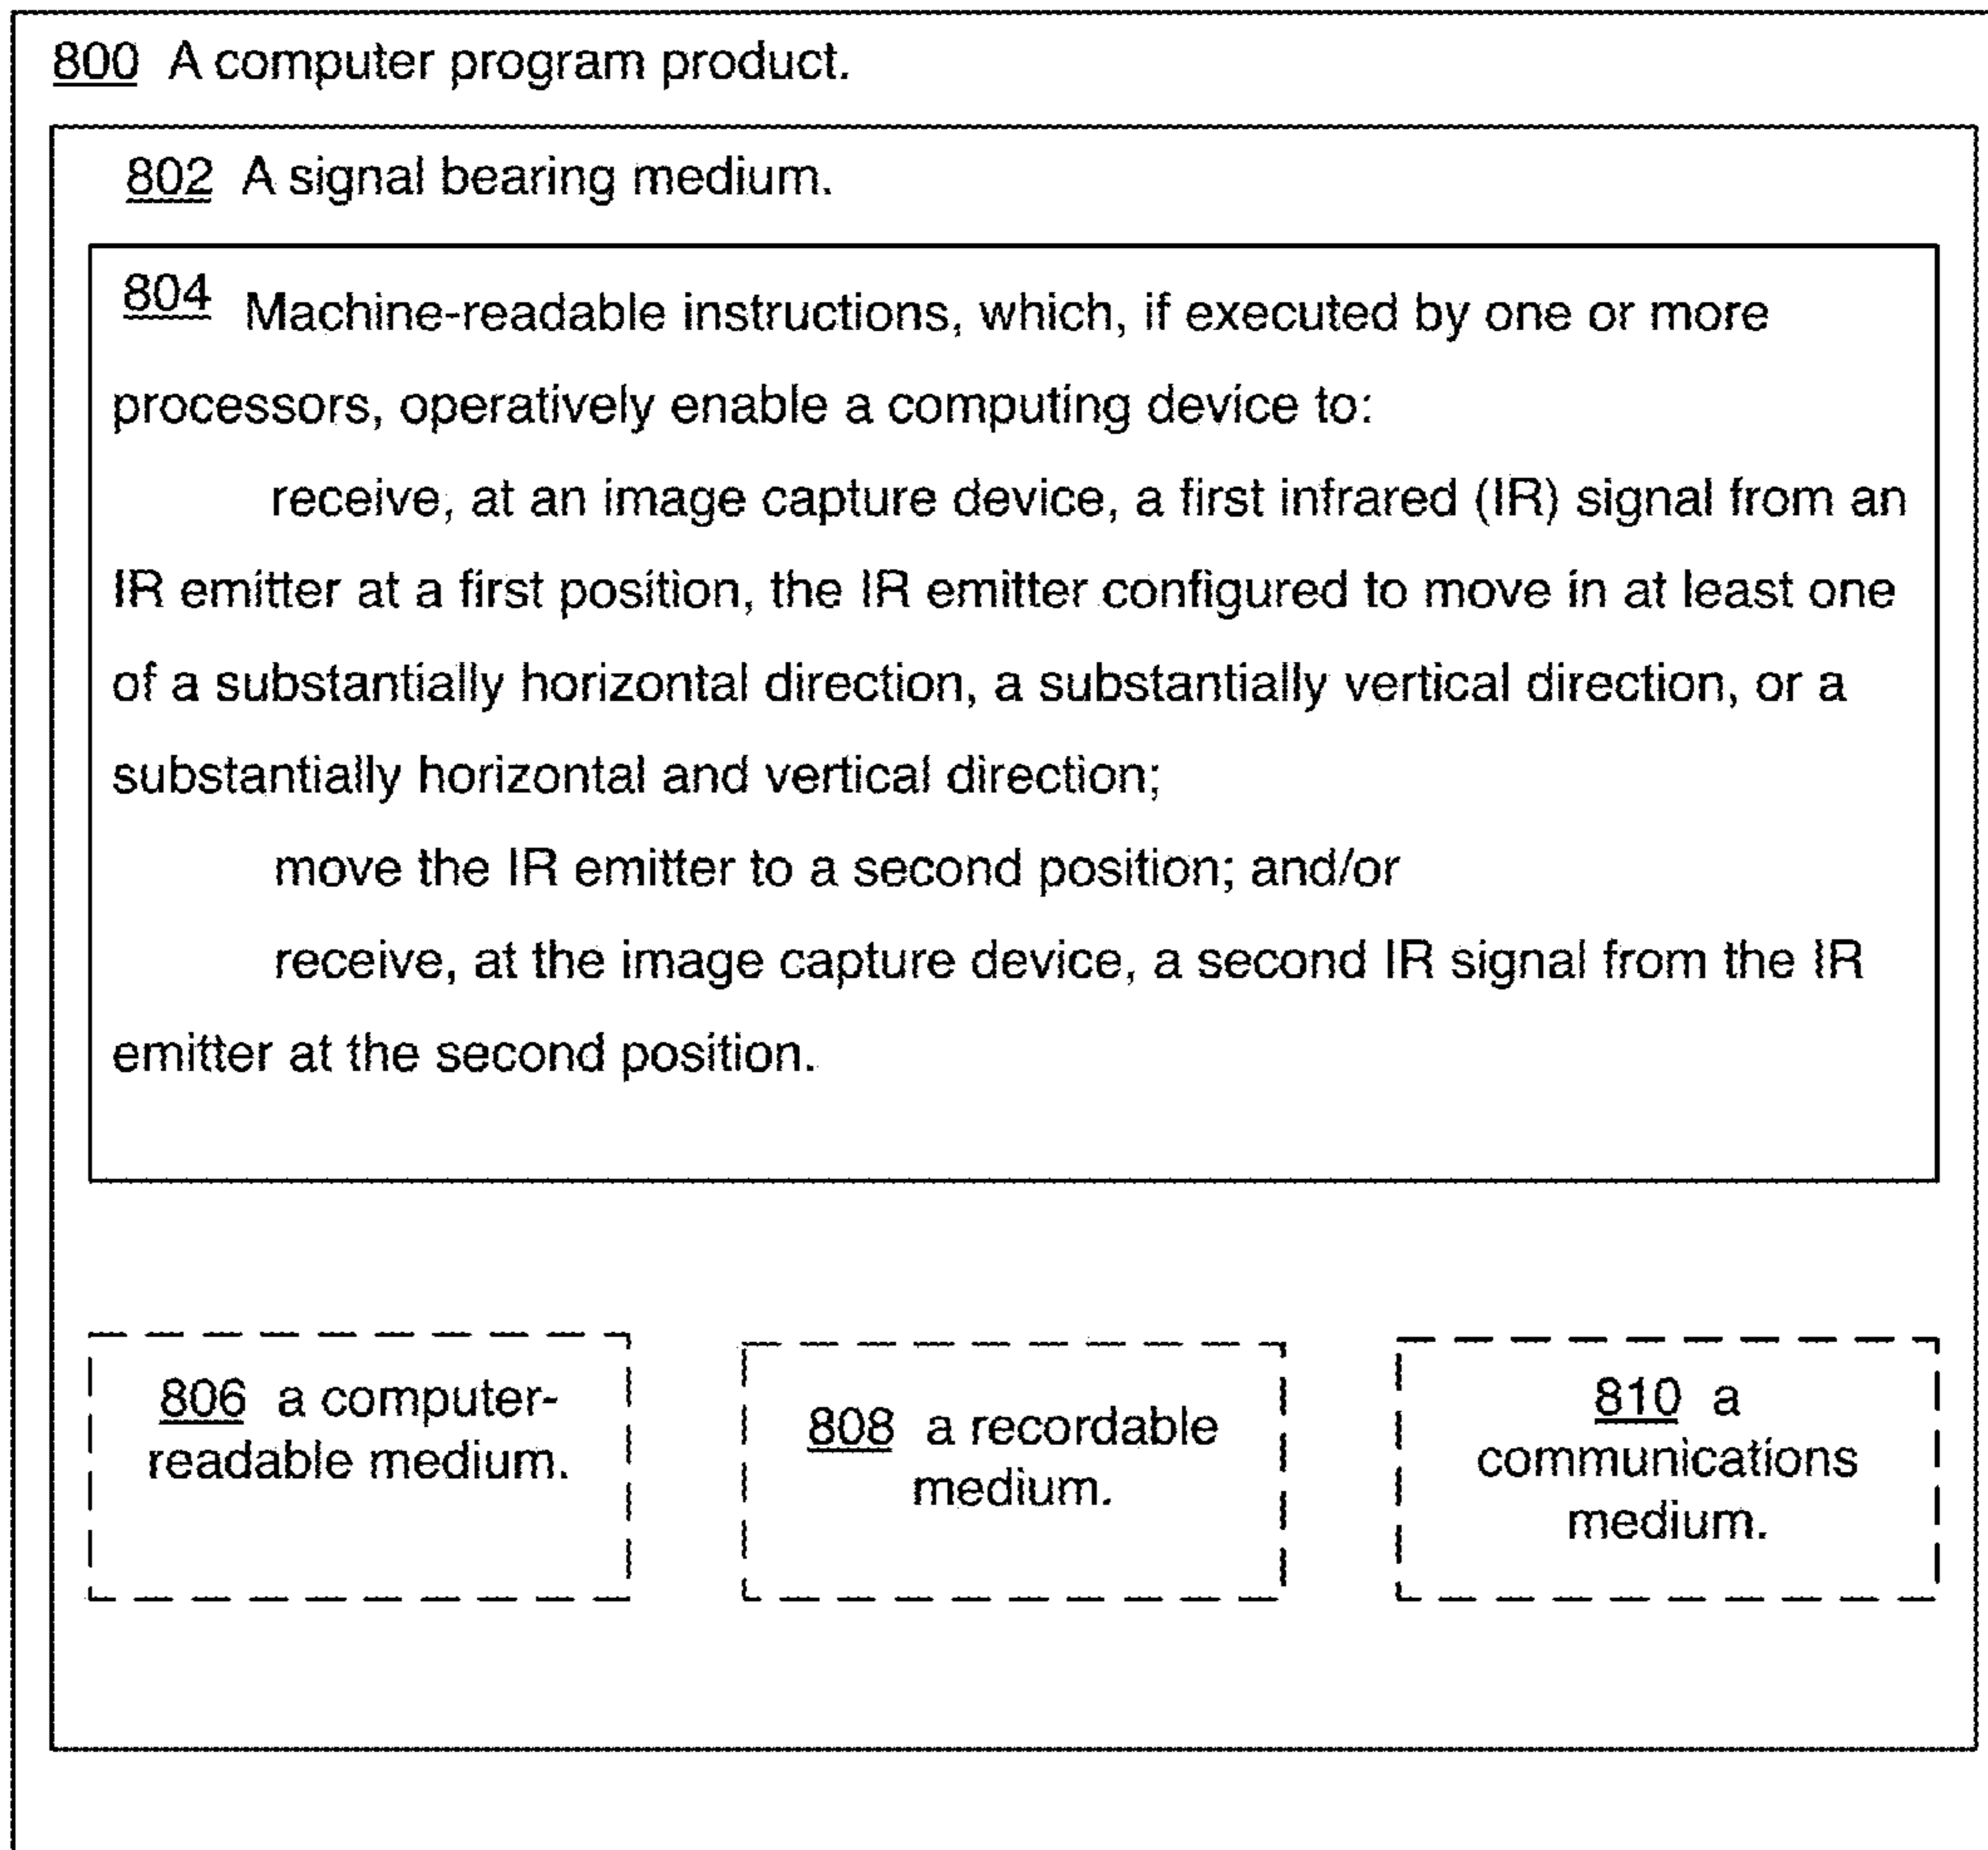 800 A computer program product.
802 A signal bearing medium.
804 Machine-readable instructions, which, if executed by one or more
processors, operatively enable a computing device to:
receive, at an image capture device, a first infrared (IR) signal from an
IR emitter at a first position, the IR emitter configured to move in at least one
of a substantially horizontal direction, a substantially vertical direction, or a
substantially horizontal and vertical direction;
move the IR emitter to a second position; and/or
receive, at the image capture device, a second IR signal from the IR
emitter at the second position.
806 a computer-
readable medium.
808 a recordable
medium.
810 a
communications
medium.